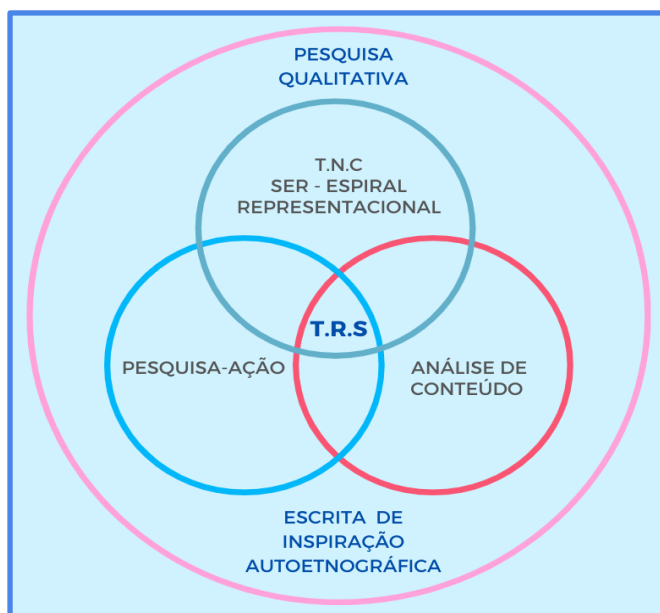 PESQUISA
QUALITATIVA
T.N.C
SER - ESPIRAL
REPRESENTACIONAL
T.R.S
PESQUISA-AÇÃO
ANÁLISE DE
CONTEÚDO
ESCRITA DE
INSPIRAÇÃO
AUTOETNOGRÁFICA